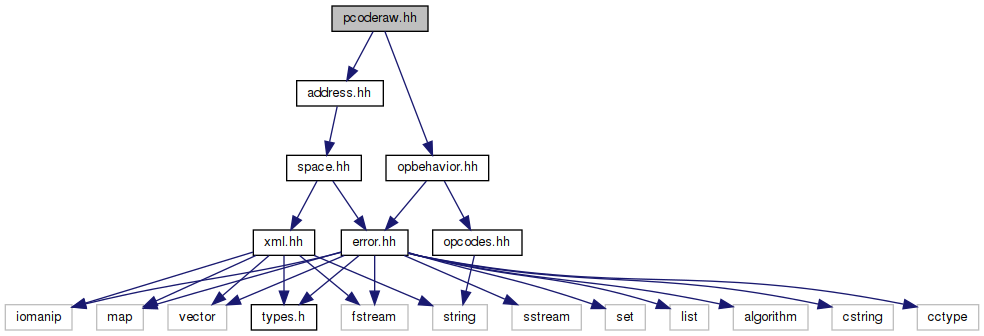 pcoderaw.hh
address.hh
space.hh
opbehavior.hh
xml.hh
error.hh
opcodes.hh
iomanip
map
vector
types.h
fstream
string
sstream
set
list
algorithm
cstring
cctype